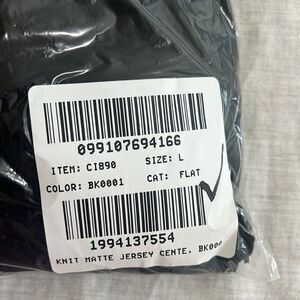 099107694166
ITEM: CI890 SIZE: L
COLOR: BK0001 CAT: FLAT
1994137554
KNIT MATTE JERSEY CENTE, BK000